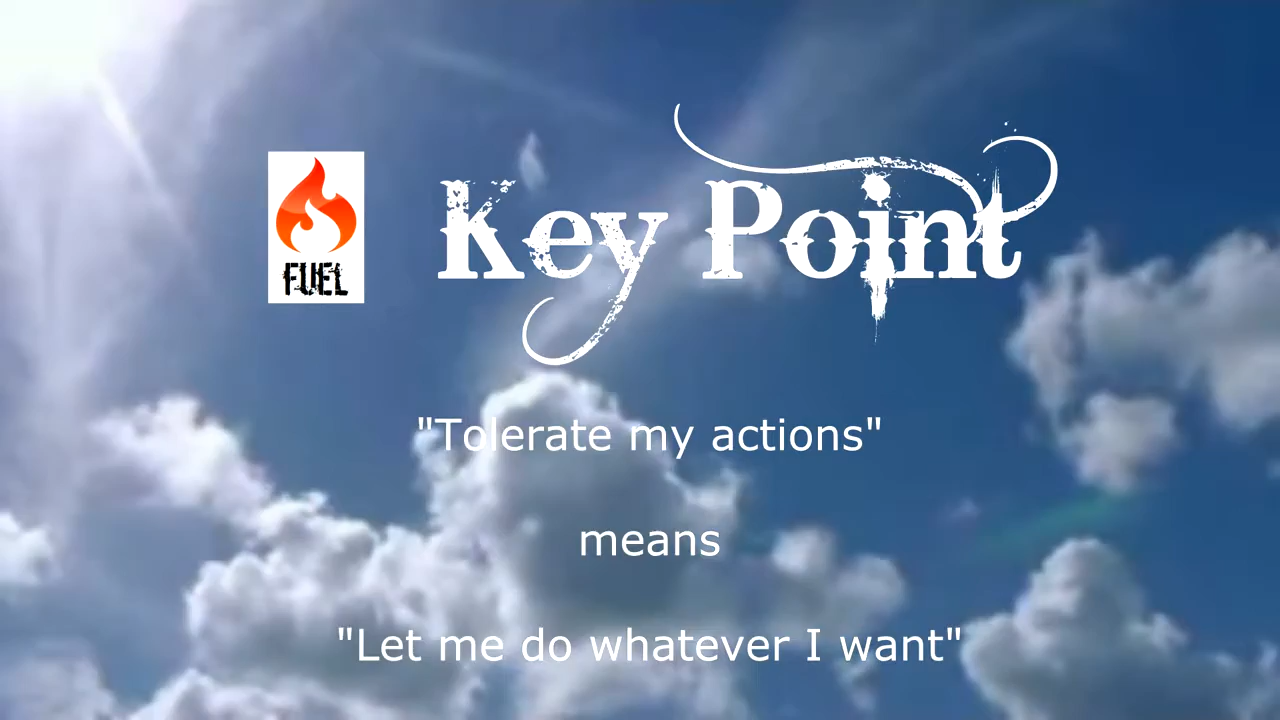 FUEL
Key Point
"Tolerate my actions"
means
"Let me do whatever I want"